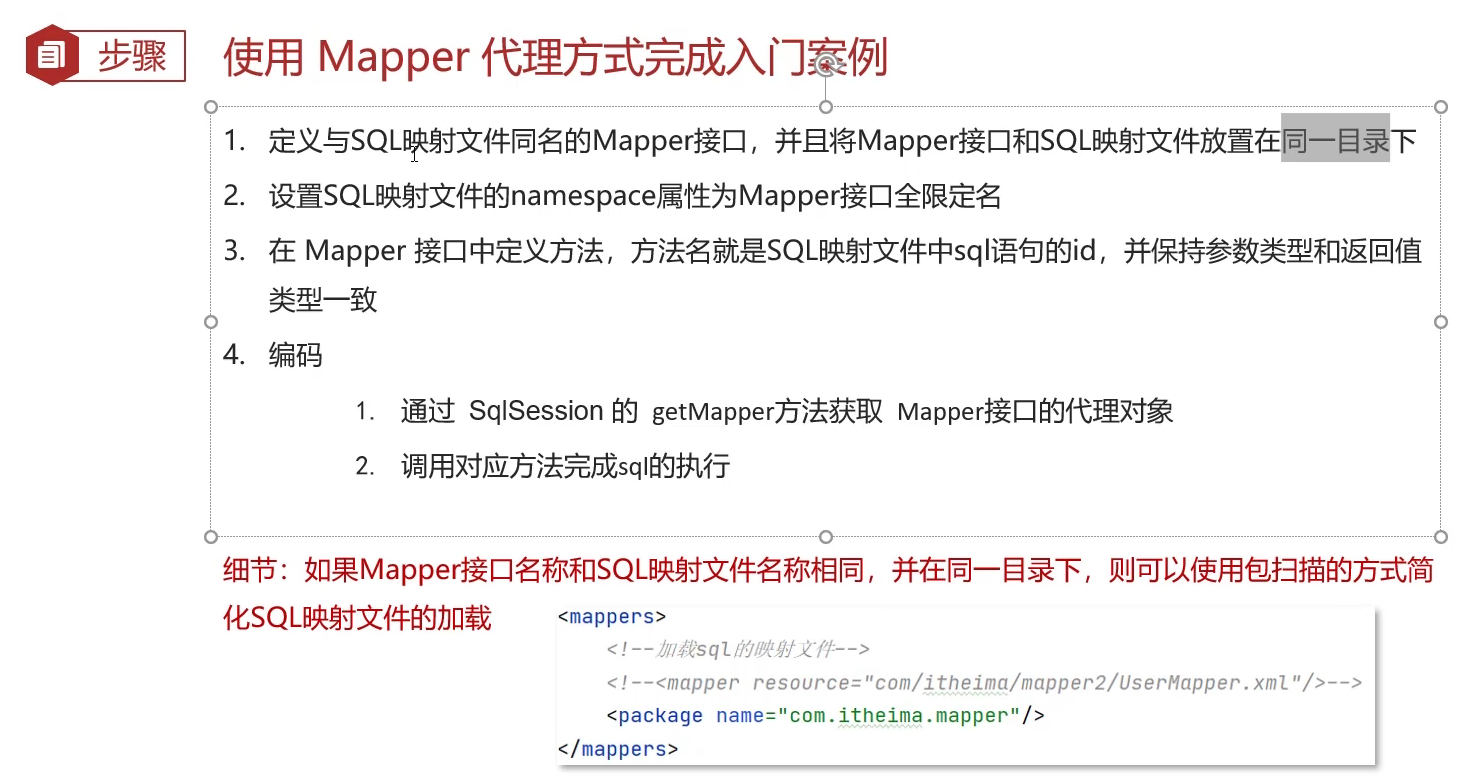 步骤
使用 Mapper 代理方式完成入门案例
1. 定义与SQL映射文件同名的Mapper接口，并且将Mapper接口和SQL映射文件放置在同一目录下
2. 设置SQL映射文件的namespace属性为Mapper接口全限定名
3. 在 Mapper 接口中定义方法，方法名就是SQL映射文件中sql语句的id，并保持参数类型和返回值
类型一致
4. 编码
1. 通过 SqlSession 的 getMapper方法获取 Mapper接口的代理对象
2. 调用对应方法完成sql的执行
细节：如果Mapper接口名称和SQL映射文件名称相同，并在同一目录下，则可以使用包扫描的方式简
化SQL映射文件的加载
<mappers>
<!--加载sql的映射文件-->
<!--<mapper resource="com/itheima/mapper2/UserMapper.xml"/>-->
<package name="com.itheima.mapper"/>
</mappers>